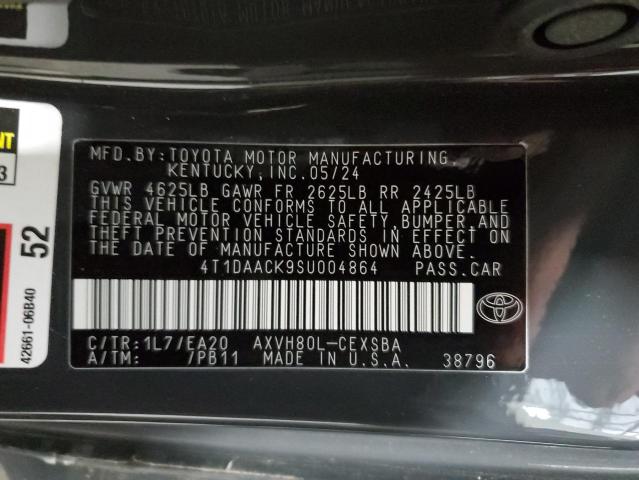 MFD. BY: TOYOTA MOTOR MANUFACTURING,
KENTUCKY, INC. 05/24
GVWR 4625LB GAWR FR 2625LB RR 2425LB
THIS VEHICLE CONFORMS TO ALL APPLICABLE
FEDERAL MOTOR VEHICLE SAFETY, BUMPER, AND
THEFT PREVENTION STANDARDS IN EFFECT ON
THE DATE OF MANUFACTURE SHOWN ABOVE.
4T1DAACK9SU004864 PASS. CAR
C/TR: 1L7/EA20 AXVH80L-CEXSBA
A/TM: /PB11 MADE IN U.S.A. 38796
52
42661-06B40
3